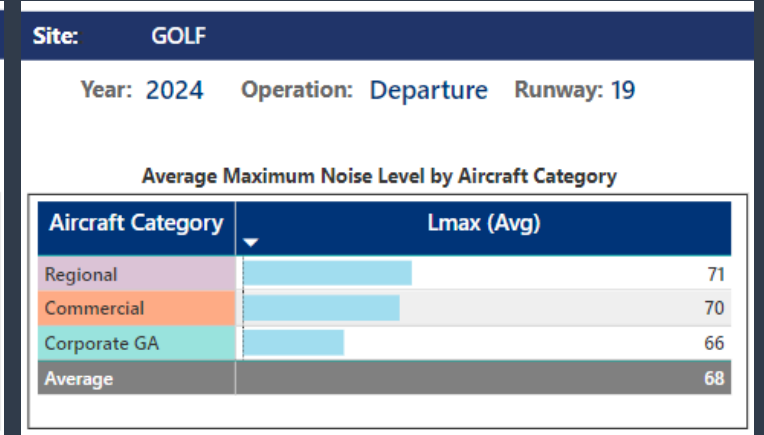 Site: GOLF
Year: 2024 Operation: Departure Runway: 19
Average Maximum Noise Level by Aircraft Category
Aircraft Category Lmax (Avg)
Regional 71
Commercial 70
Corporate GA 66
Average 68